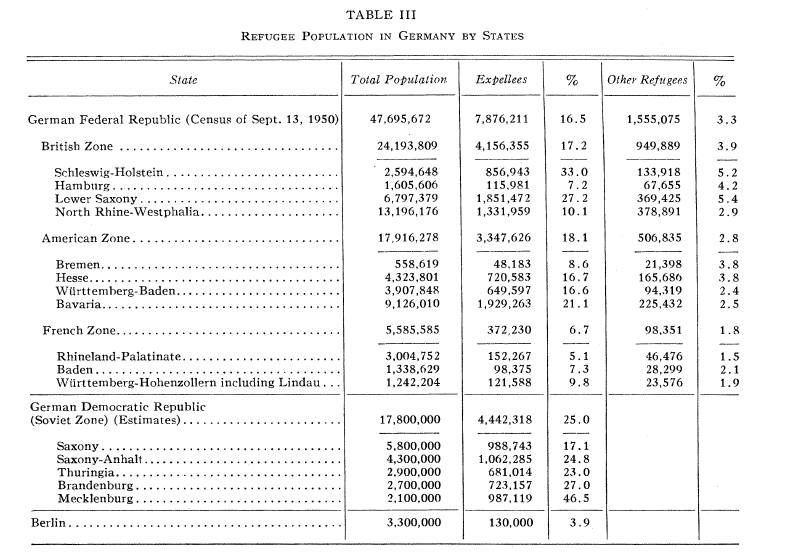 TABLE III
REFUGEE POPULATION IN GERMANY BY STATES
State Total Population Expellees % Other Refugees %
German Federal Republic (Census of Sept. 13, 1950) 47,695,672 7,876,211 16.5 1,555,075 3.3
British Zone ................................ 24,193,809 4,156,355 17.2 949,889 3.9
Schleswig-Holstein ......................... 2,594,648 856,943 33.0 133,918 5.2
Hamburg ................................. 1,605,606 115,981 7.2 67,655 4.2
Lower Saxony ............................. 6,797,379 1,851,472 27.2 369,425 5.4
North Rhine-Westphalia .................... 13,196,176 1,331,959 10.1 378,891 2.9
American Zone .............................. 17,916,278 3,347,626 18.1 506,835 2.8
Bremen .................................. 558,619 48,183 8.6 21,398 3.8
Hesse ................................... 4,323,801 720,583 16.7 165,686 3.8
Württemberg-Baden ....................... 3,907,848 649,597 16.6 94,319 2.4
Bavaria .................................. 9,126,010 1,929,263 21.1 225,432 2.5
French Zone ................................ 5,585,585 372,230 6.7 98,351 1.8
Rhineland-Palatinate ....................... 3,004,752 152,267 5.1 46,476 1.5
Baden ................................... 1,338,629 98,375 7.3 28,299 2.1
Württemberg-Hohenzollern including Lindau ... 1,242,204 121,588 9.8 23,576 1.9
German Democratic Republic
(Soviet Zone) (Estimates) ....................... 17,800,000 4,442,318 25.0
Saxony .................................. 5,800,000 988,743 17.1
Saxony-Anhalt ............................ 4,300,000 1,062,285 24.8
Thuringia ................................ 2,900,000 681,014 23.0
Brandenburg .............................. 2,700,000 723,157 27.0
Mecklenburg .............................. 2,100,000 987,119 46.5
Berlin ....................................... 3,300,000 130,000 3.9